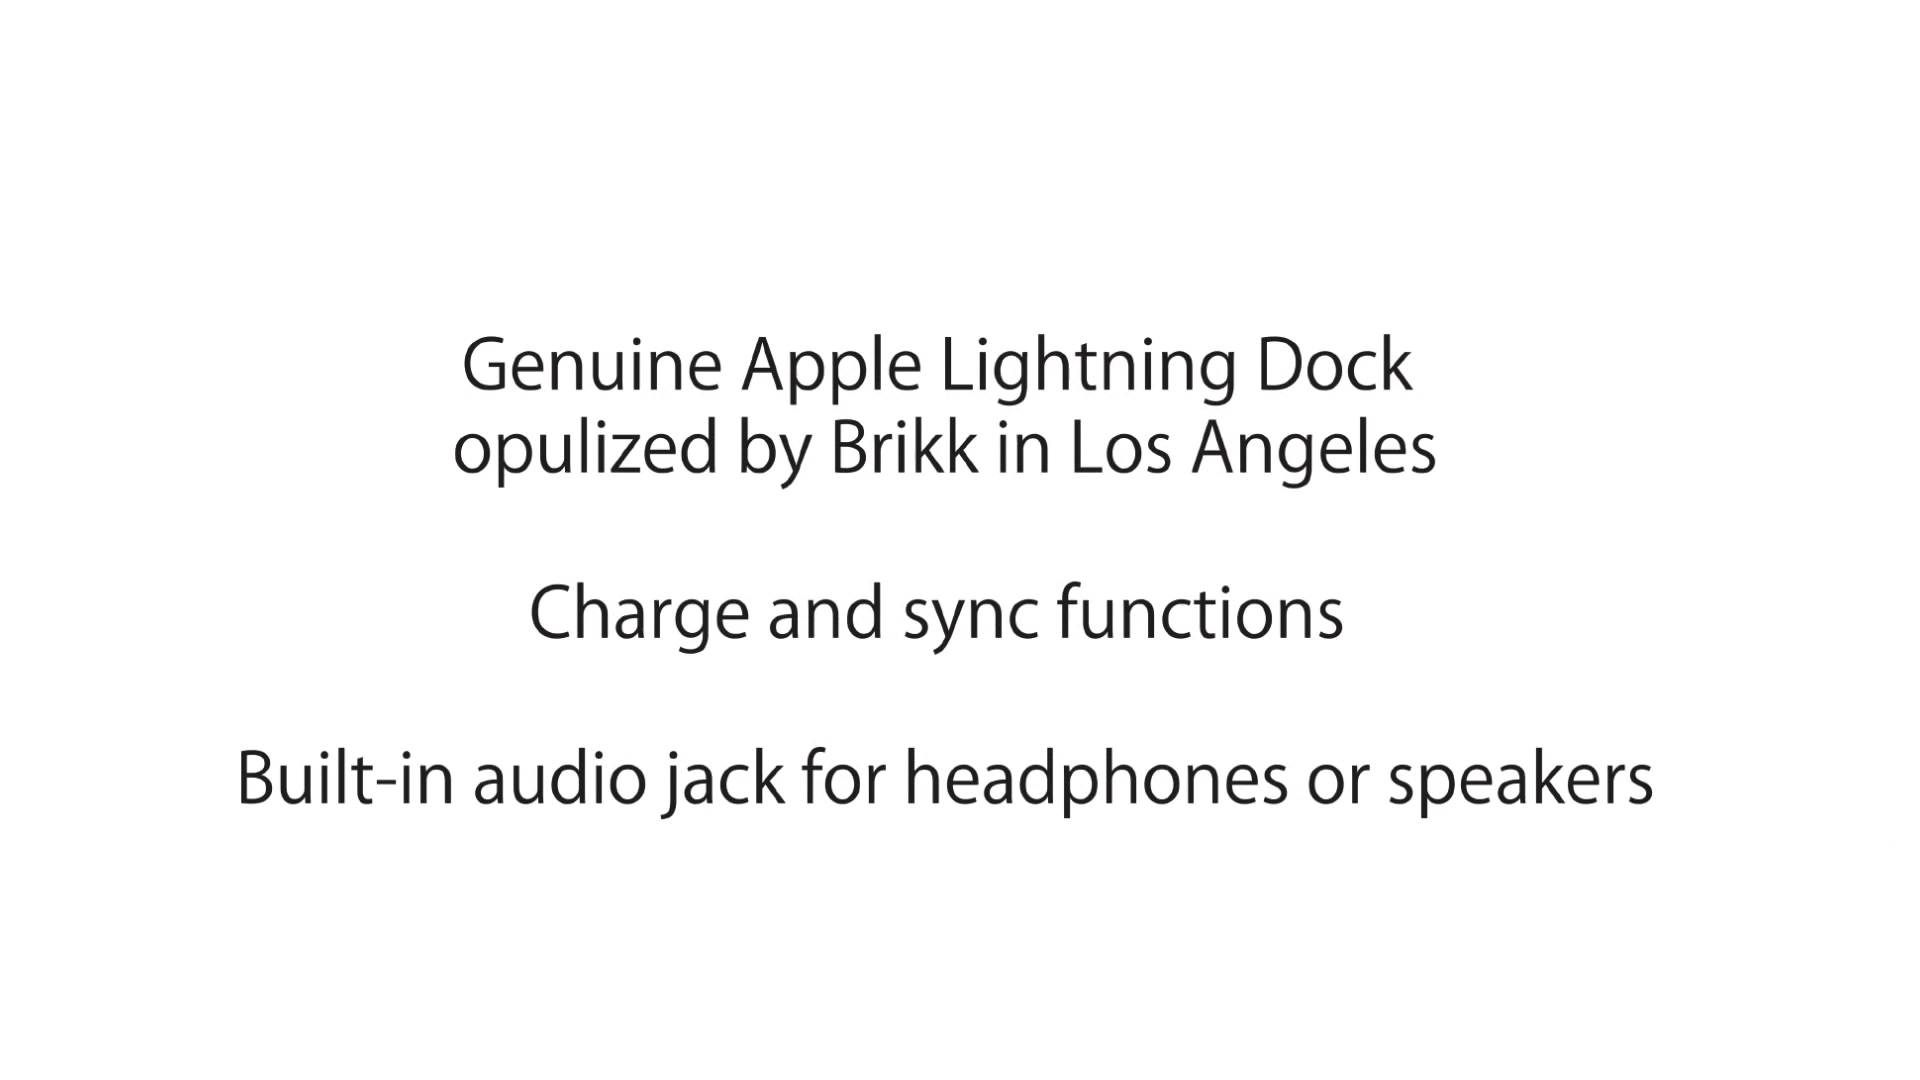 Genuine Apple Lightning Dock
opulized by Brikk in Los Angeles
Charge and sync functions
Built-in audio jack for headphones or speakers